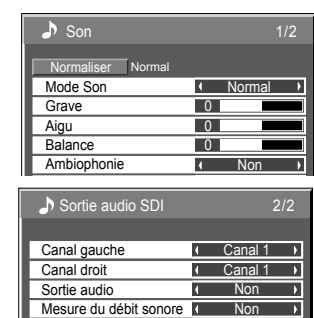 Son 1/2
Normaliser Normal
Mode Son Normal
Grave 0
Aigu 0
Balance 0
Ambiophonie Non
Sortie audio SDI 2/2
Canal gauche Canal 1
Canal droit Canal 1
Sortie audio Non
Mesure du débit sonore Non